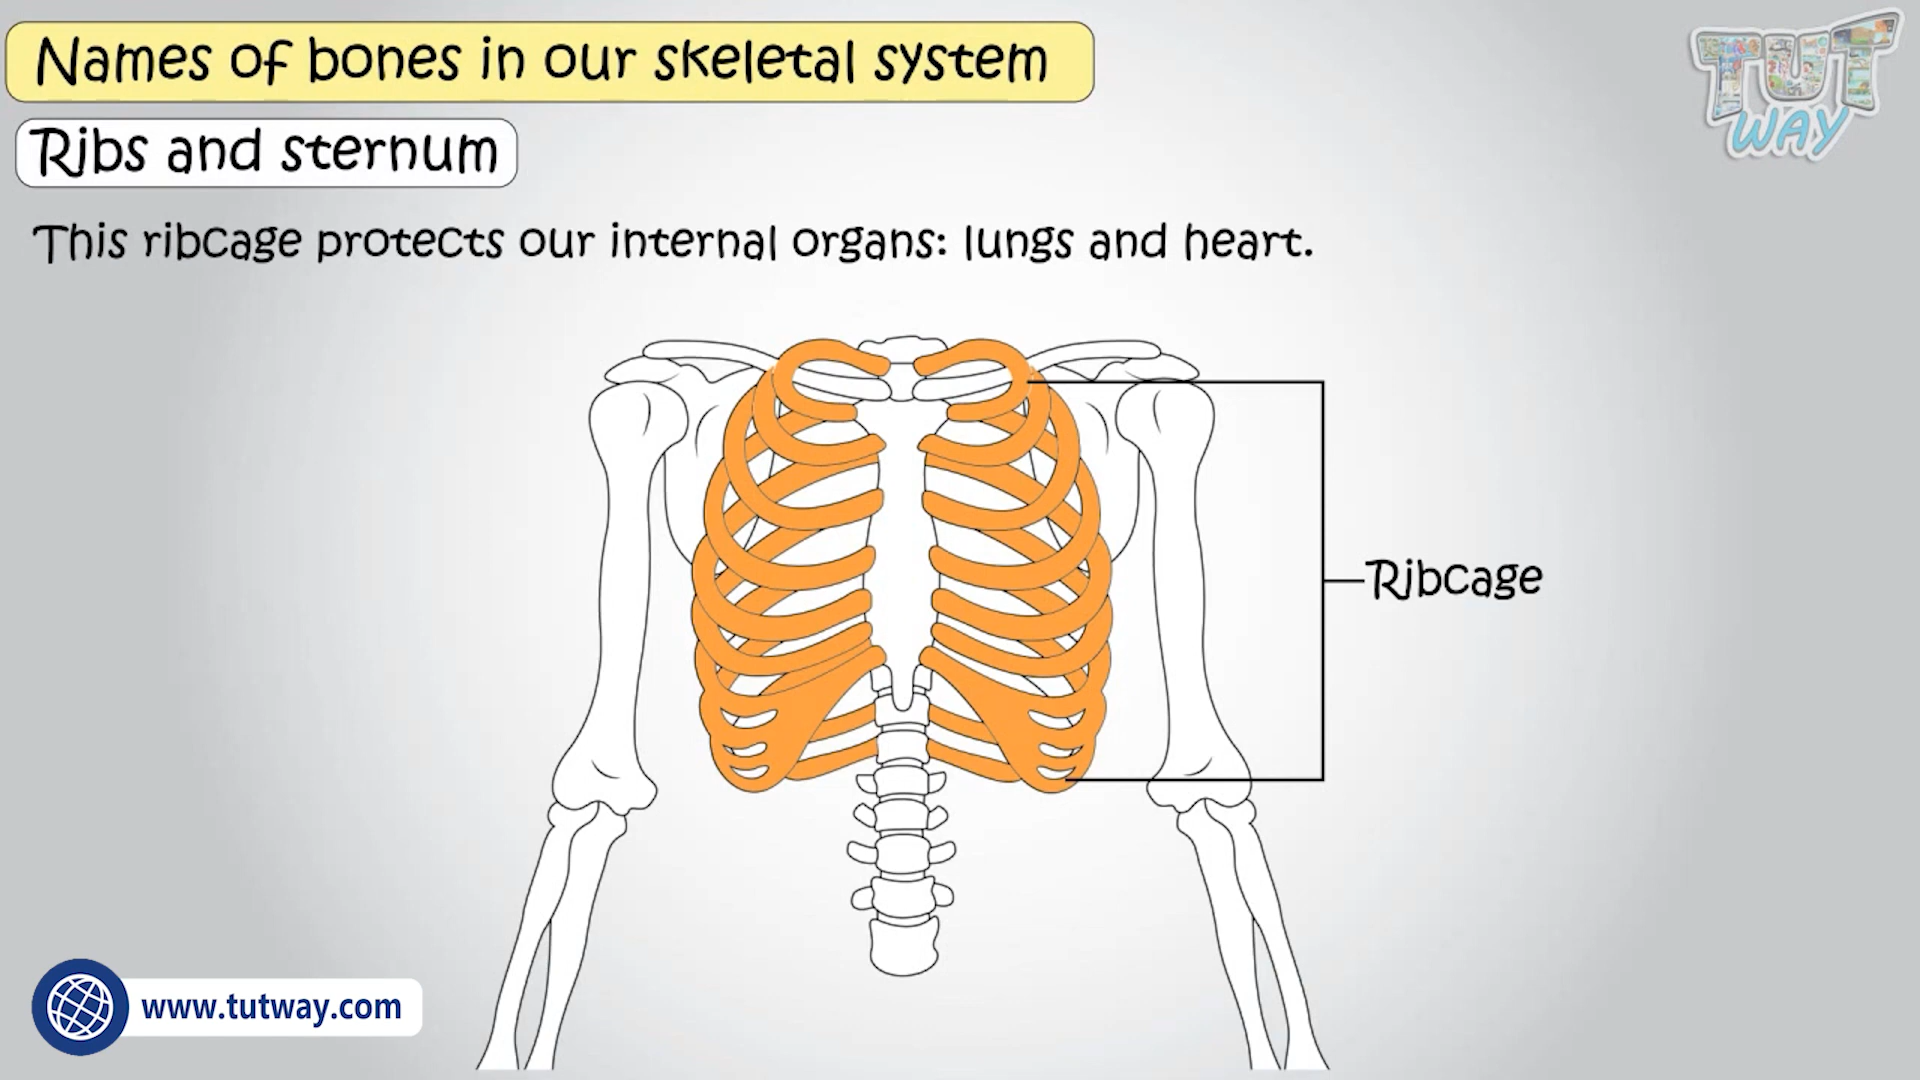 Names of bones in our skeletal system
TUT
WAY
Ribs and sternum
This ribcage protects our internal organs: lungs and heart.
Ribcage
www.tutway.com